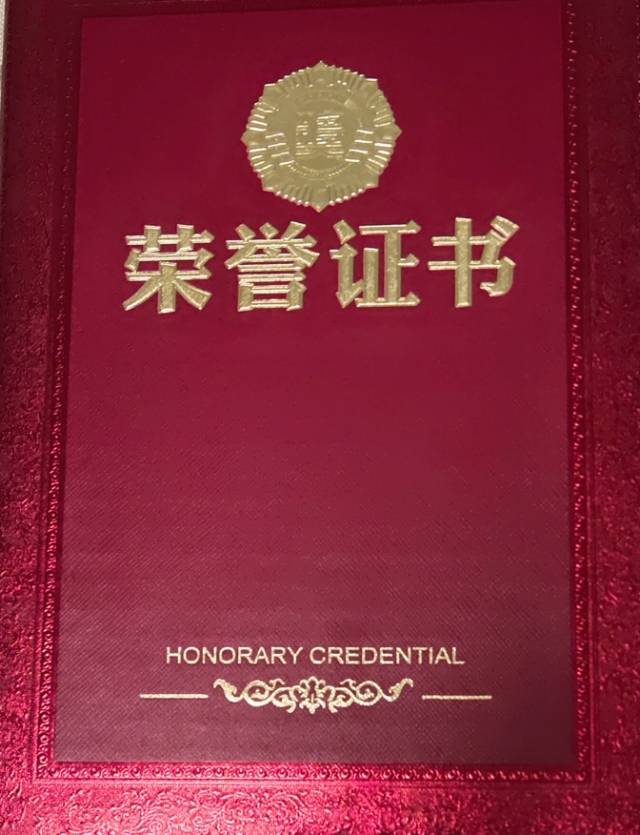 荣誉证书
HONORARY CREDENTIAL